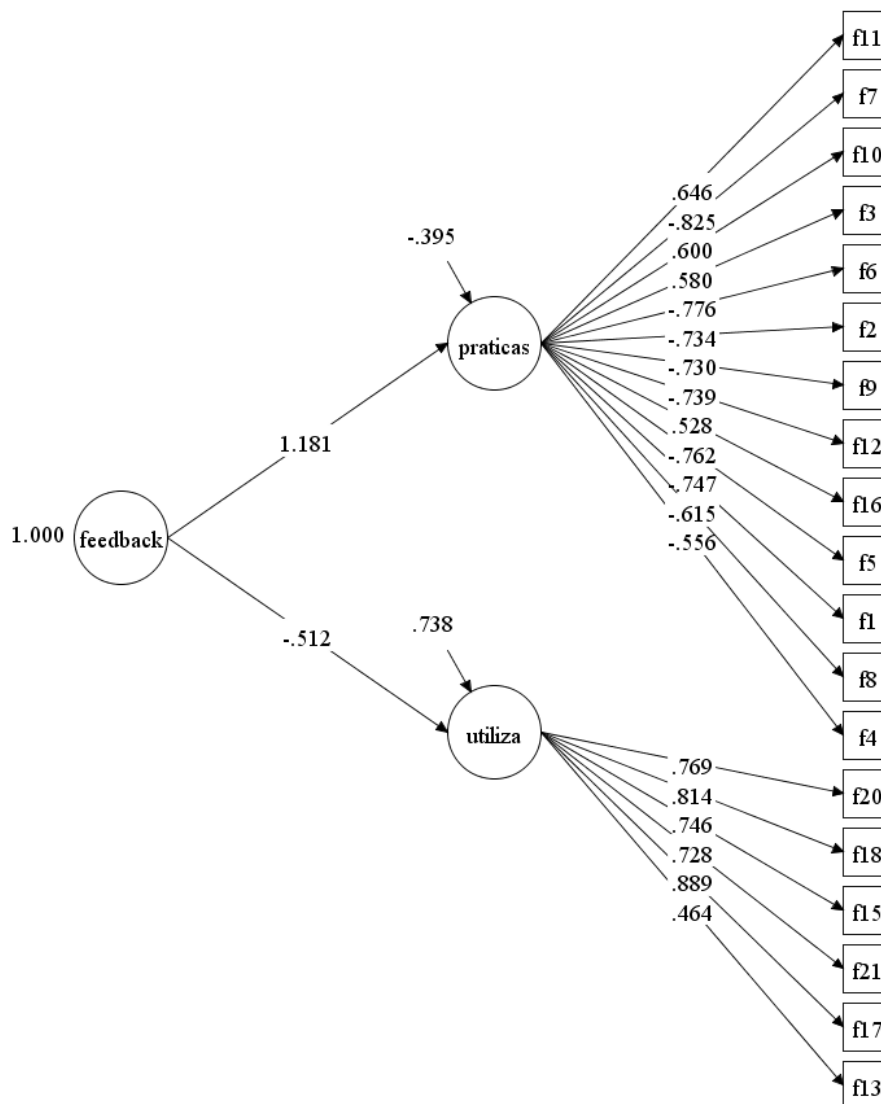 f11
f7
f10
f3
f6
f2
f9
f12
f16
f5
f1
f8
f4
f20
f18
f15
f21
f17
f13
.646
-.825
.600
.580
-.776
-.734
-.730
-.739
.528
-.762
-.747
-.615
-.556
-.395
praticas
1.181
1.000 feedback
-.512
.738
utiliza
.769
.814
.746
.728
.889
.464